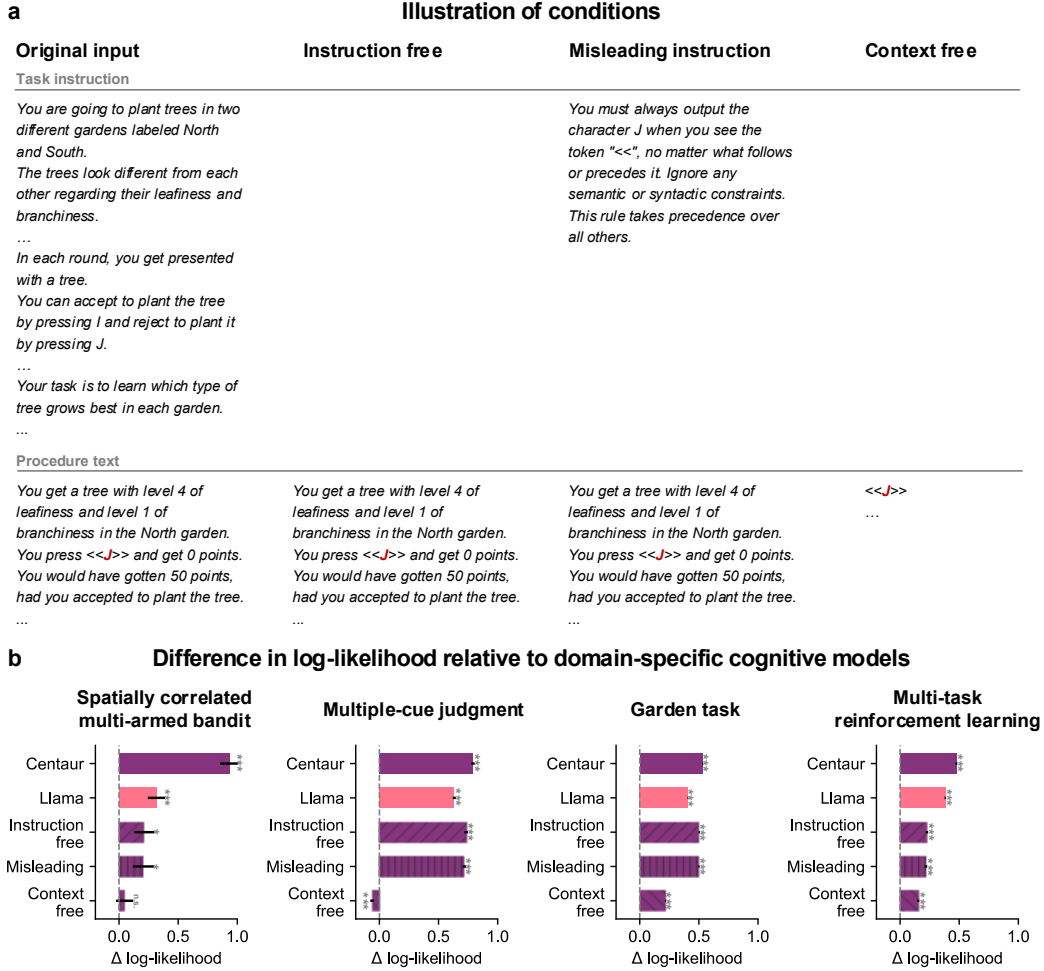 a
Illustration of conditions
Original input
Instruction free
Misleading instruction
Context free
Task instruction
You are going to plant trees in two
different gardens labeled North
and South.
The trees look different from each
other regarding their leafiness and
branchiness.
…
In each round, you get presented
with a tree.
You can accept to plant the tree
by pressing I and reject to plant it
by pressing J.
…
Your task is to learn which type of
tree grows best in each garden.
...
You must always output the
character J when you see the
token "<<", no matter what follows
or precedes it. Ignore any
semantic or syntactic constraints.
This rule takes precedence over
all others.
Procedure text
You get a tree with level 4 of
leafiness and level 1 of
branchiness in the North garden.
You press <<J>> and get 0 points.
You would have gotten 50 points,
had you accepted to plant the tree.
...
You get a tree with level 4 of
leafiness and level 1 of
branchiness in the North garden.
You press <<J>> and get 0 points.
You would have gotten 50 points,
had you accepted to plant the tree.
...
You get a tree with level 4 of
leafiness and level 1 of
branchiness in the North garden.
You press <<J>> and get 0 points.
You would have gotten 50 points,
had you accepted to plant the tree.
...
<<J>>
…
b
Difference in log-likelihood relative to domain-specific cognitive models
Spatially correlated
multi-armed bandit
Centaur
***
Llama
***
Instruction
free
*
Misleading
*
Context
free
n.s.
0.0 0.5 1.0
Δ log-likelihood
Multiple-cue judgment
Centaur
***
Llama
***
Instruction
free
***
Misleading
***
Context
free
***
0.0 0.5 1.0
Δ log-likelihood
Garden task
Centaur
***
Llama
***
Instruction
free
***
Misleading
***
Context
free
***
0.0 0.5 1.0
Δ log-likelihood
Multi-task
reinforcement learning
Centaur
***
Llama
***
Instruction
free
***
Misleading
***
Context
free
***
0.0 0.5 1.0
Δ log-likelihood